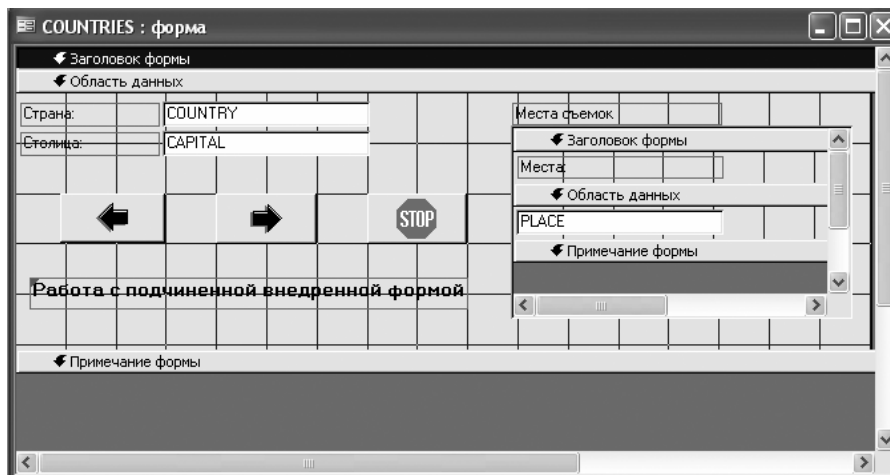 COUNTRIES : форма
Заголовок формы
Область данных
Страна: COUNTRY
Столица: CAPITAL
STOP
Работа с подчиненной внедренной формой
Места съемок
Заголовок формы
Места:
Область данных
PLACE
Примечание формы
Примечание формы